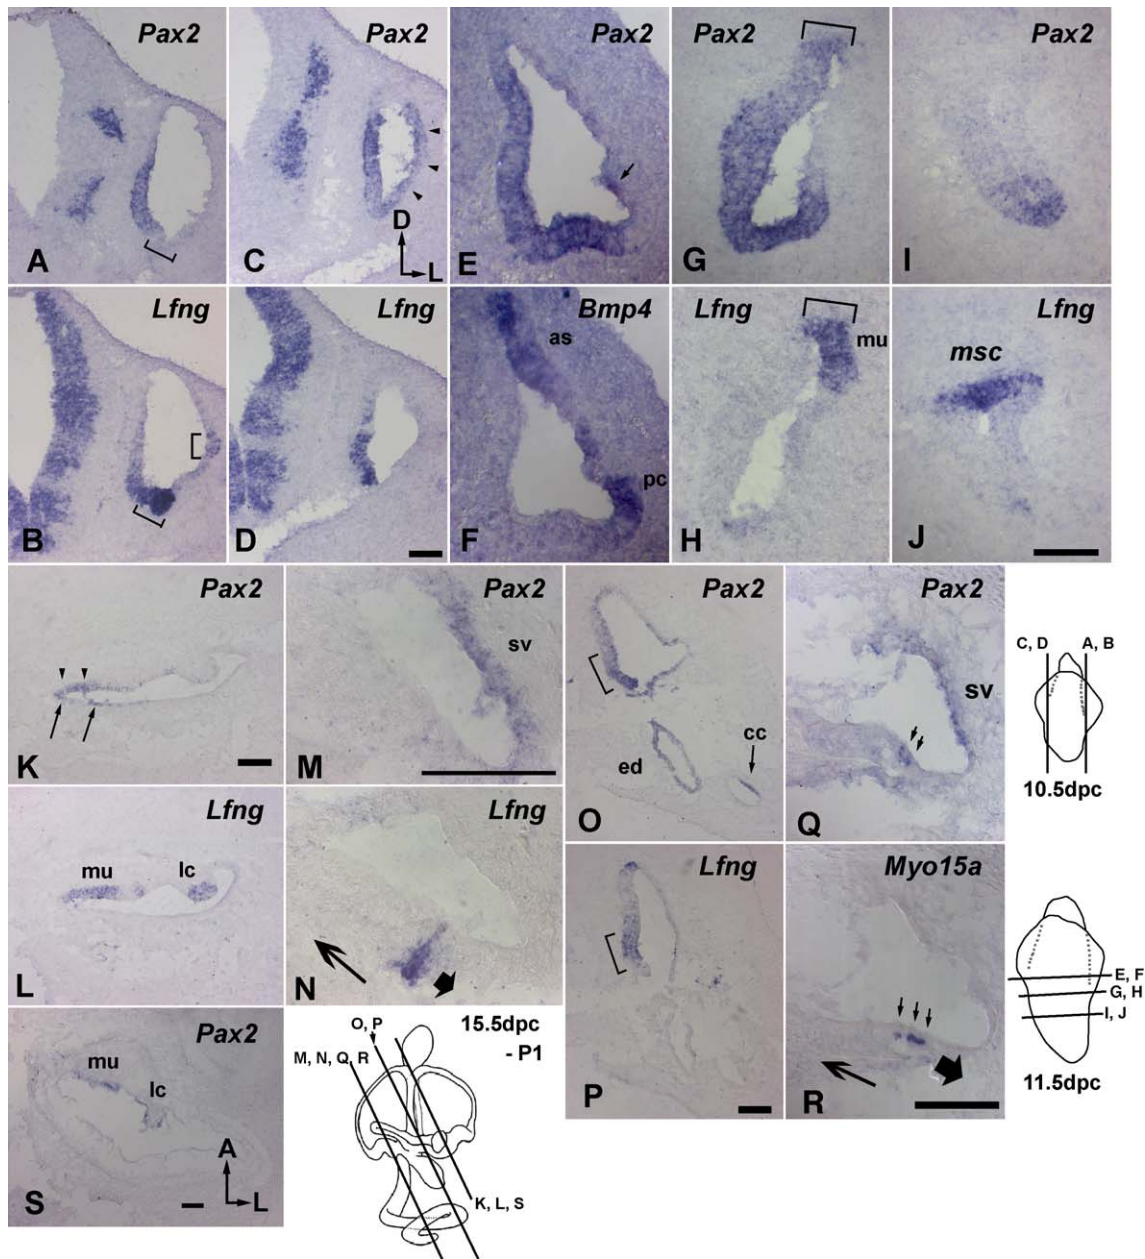 Pax2
A
Pax2
D
L
C
Pax2
E
Pax2
G
Pax2
I
Lfng
B
Lfng
D
Bmp4
as
pc
F
Lfng
mu
H
Lfng
msc
J
Pax2
K
Pax2
sv
M
Pax2
ed
cc
O
Pax2
sv
Q
C, D
A, B
10.5dpc
Lfng
mu
lc
L
Lfng
N
Lfng
P
Myo15a
R
E, F
G, H
I, J
11.5dpc
Pax2
mu
lc
A
L
S
15.5dpc
- P1
O, P
M, N, Q, R
K, L, S